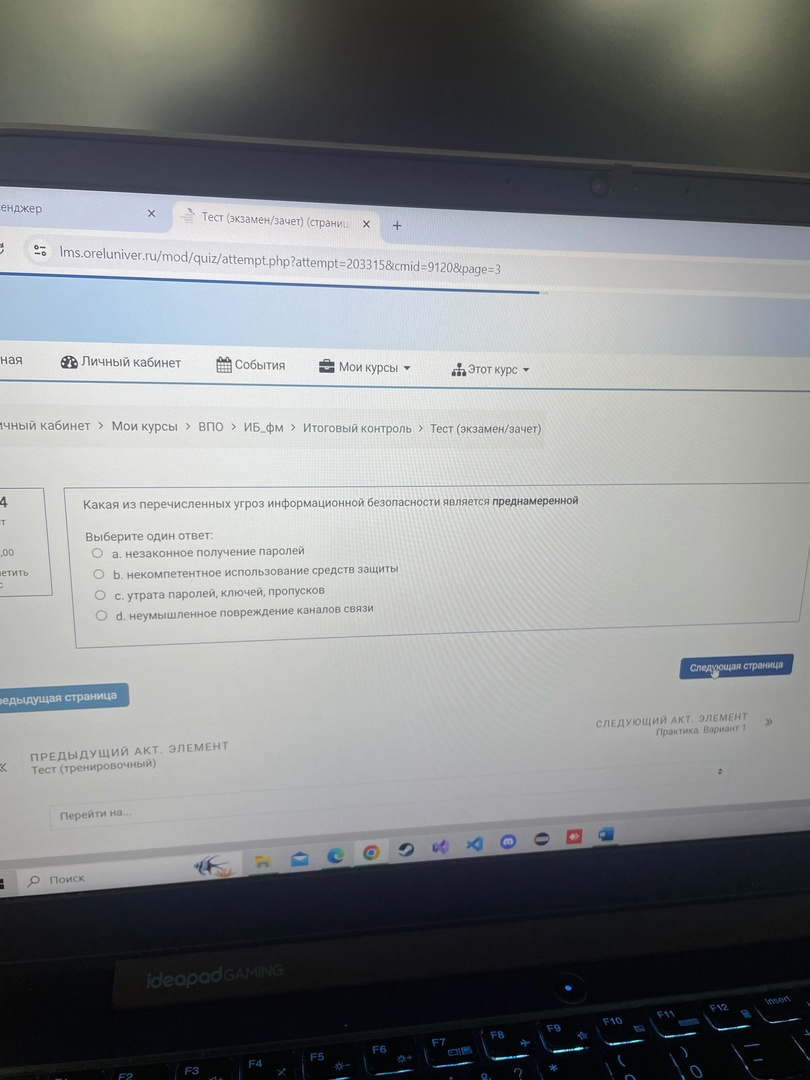 енджер
Тест (экзамен/зачет) (страниц
lms.oreluniver.ru/mod/quiz/attempt.php?attempt=203315&cmid=9120&page=3
ная Личный кабинет События Мои курсы Этот курс
ичный кабинет > Мои курсы > ВПО > ИБ_фм > Итоговый контроль > Тест (экзамен/зачет)
4
т
,00
етить
с
Какая из перечисленных угроз информационной безопасности является преднамеренной
Выберите один ответ:
a. незаконное получение паролей
b. некомпетентное использование средств защиты
c. утрата паролей, ключей, пропусков
d. неумышленное повреждение каналов связи
Следующая страница
редыдущая страница
СЛЕДУЮЩИЙ АКТ. ЭЛЕМЕНТ
Практика. Вариант 1
ПРЕДЫДУЩИЙ АКТ. ЭЛЕМЕНТ
Тест (тренировочный)
Перейти на...
Поиск
ideapad GAMING
F2 F3 F4 F5 F6 F7 F8 F9 F10 F11 F12 Insert